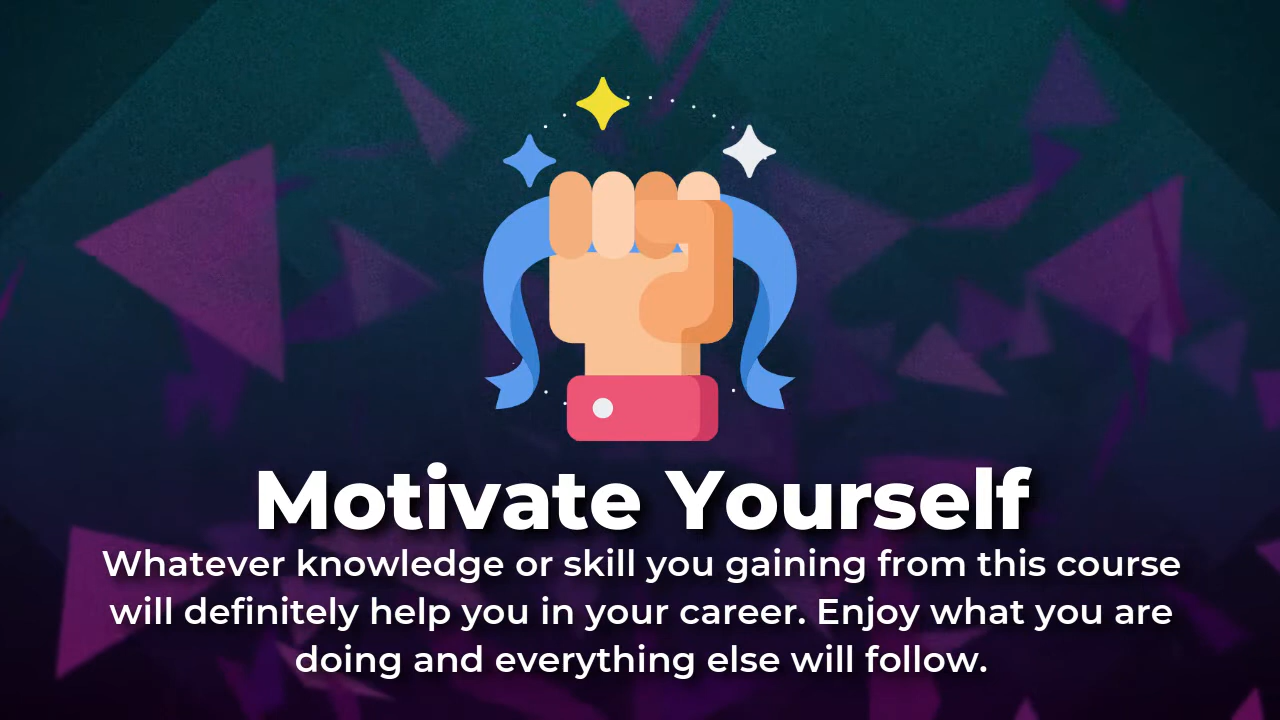 Motivate Yourself
Whatever knowledge or skill you gaining from this course
will definitely help you in your career. Enjoy what you are
doing and everything else will follow.